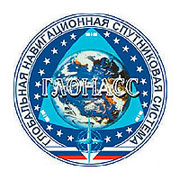 ГЛОБАЛЬНАЯ НАВИГАЦИОННАЯ СПУТНИКОВАЯ СИСТЕМА
ГЛОНАСС